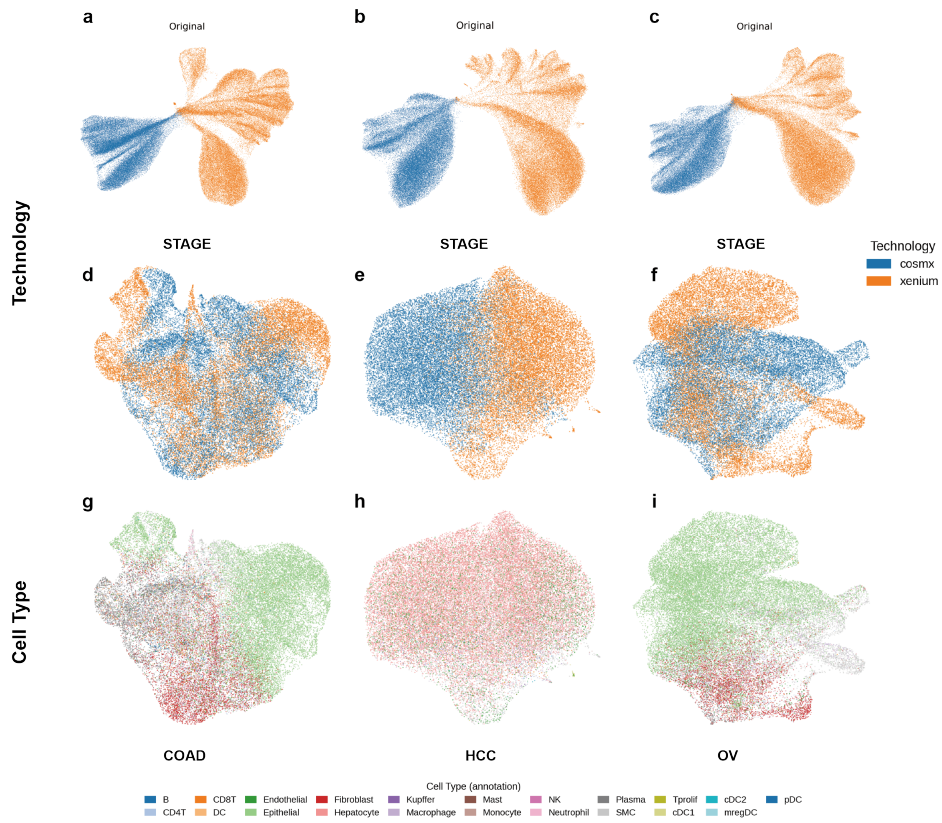 a
b
c
Original
Original
Original
Technology
STAGE
STAGE
STAGE
Technology
cosmx
xenium
d
e
f
g
h
i
Cell Type
COAD
HCC
OV
Cell Type (annotation)
B CD8T Endothelial Fibroblast Kupffer Mast NK Plasma Tprolif cDC2 pDC
CD4T DC Epithelial Hepatocyte Macrophage Monocyte Neutrophil SMC cDC1 mregDC